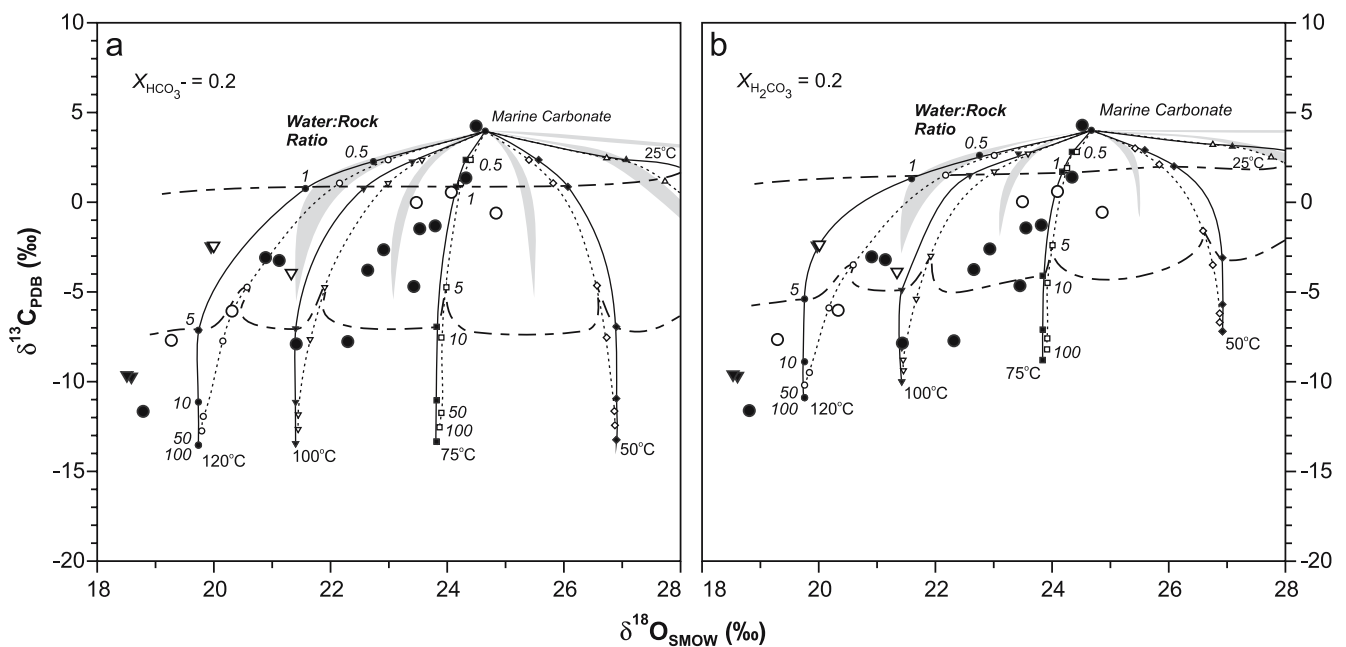 a
X HCO3- = 0.2
Water:Rock
Ratio
Marine Carbonate
0.5
0.5
25°C
1
1
5
5
10
10
50
50
100
100
120°C
100°C
75°C
50°C
10
5
0
-5
-10
-15
-20
18
20
22
24
26
28
δ13CPDB (‰)
b
X H2CO3 = 0.2
Water:Rock
Ratio
Marine Carbonate
0.5
0.5
25°C
1
1
5
5
10
10
50
100
100
120°C
100°C
75°C
50°C
10
5
0
-5
-10
-15
-20
18
20
22
24
26
28
δ18OSMOW (‰)